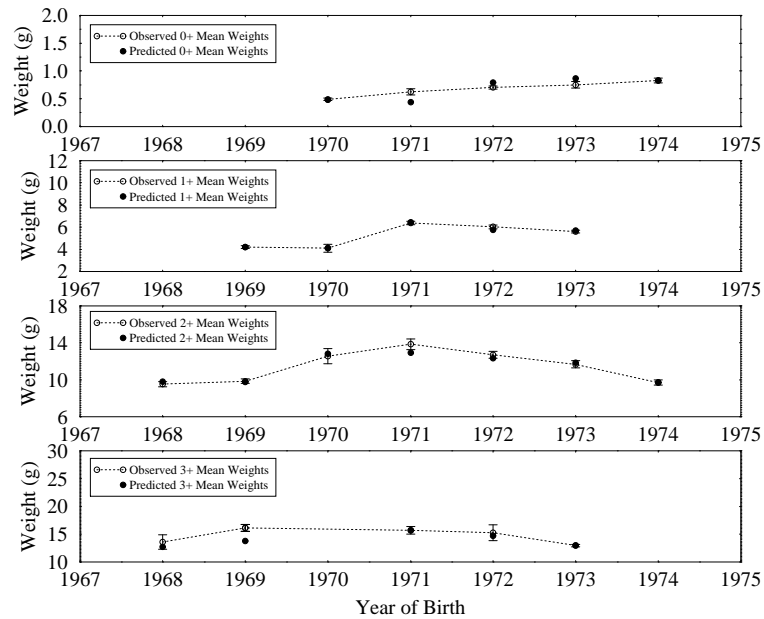 2.0
Observed 0+ Mean Weights
Predicted 0+ Mean Weights
1.5
1.0
0.5
0.0
Weight (g)
1967 1968 1969 1970 1971 1972 1973 1974 1975
12
Observed 1+ Mean Weights
Predicted 1+ Mean Weights
10
8
6
4
2
Weight (g)
1967 1968 1969 1970 1971 1972 1973 1974 1975
18
Observed 2+ Mean Weights
Predicted 2+ Mean Weights
14
10
6
Weight (g)
1967 1968 1969 1970 1971 1972 1973 1974 1975
30
Observed 3+ Mean Weights
Predicted 3+ Mean Weights
25
20
15
10
Weight (g)
1967 1968 1969 1970 1971 1972 1973 1974 1975
Year of Birth